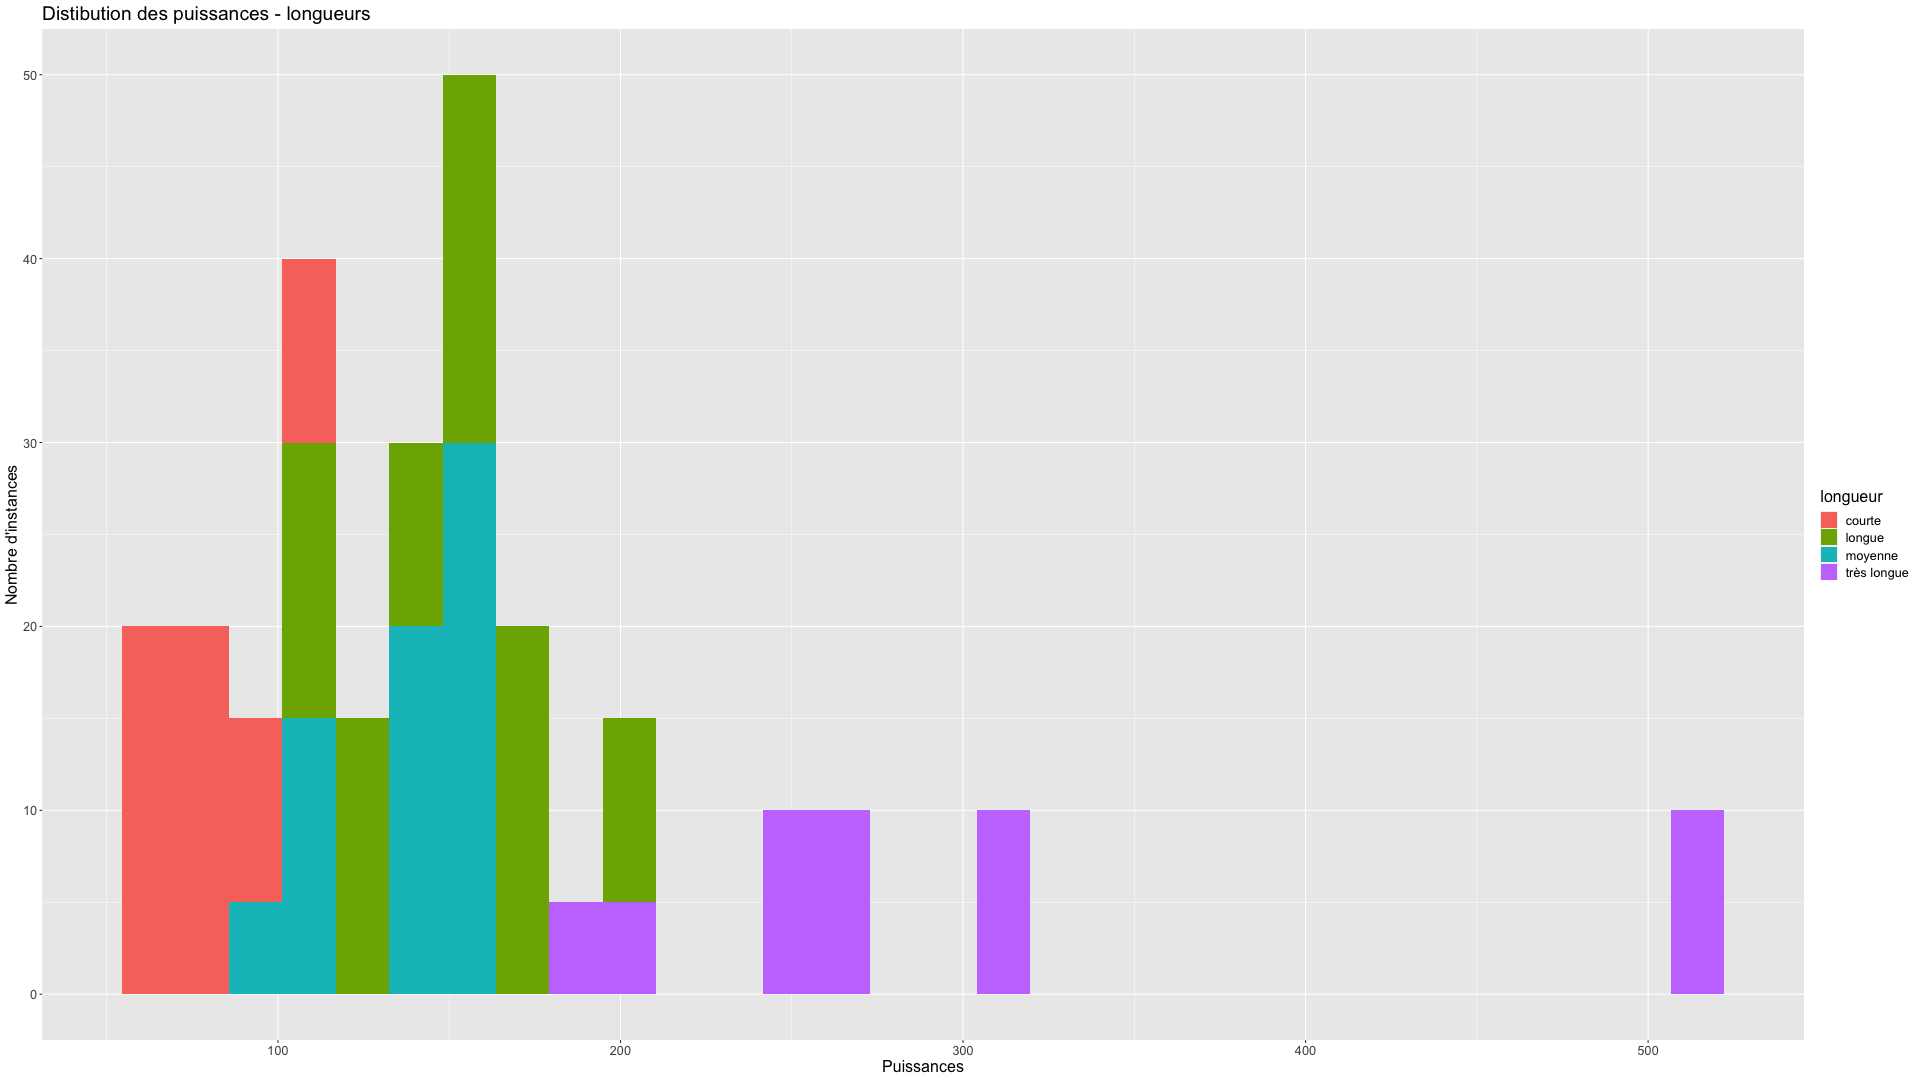 Distibution des puissances - longueurs
Nombre d'instances
50
40
30
20
10
0
100
200
300
400
500
Puissances
longueur
courte
longue
moyenne
très longue